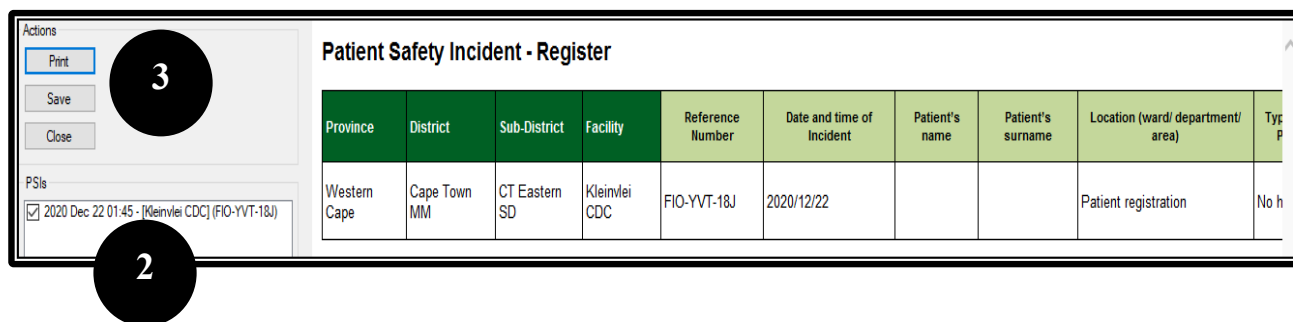 Actions
Print
Save
Close
3
PSIs
2020 Dec 22 01:45 - [Kleinvlei CDC] (FIO-YVT-18J)
2
Patient Safety Incident - Register
Province District Sub-District Facility Reference Number Date and time of Incident Patient's name Patient's surname Location (ward/ department/ area) Typ P
Western Cape Cape Town MM CT Eastern SD Kleinvlei CDC FIO-YVT-18J 2020/12/22 Patient registration No h